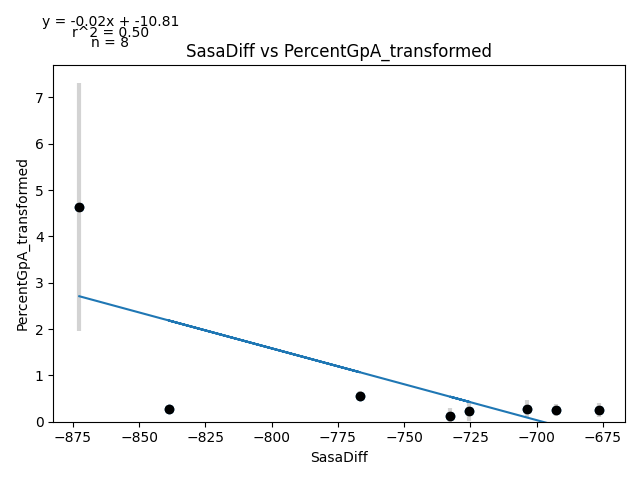 y = -0.02x + -10.81
r^2 = 0.50
n = 8
SasaDiff vs PercentGpA_transformed
PercentGpA_transformed
7
6
5
4
3
2
1
0
−875
−850
−825
−800
−775
−750
−725
−700
−675
SasaDiff